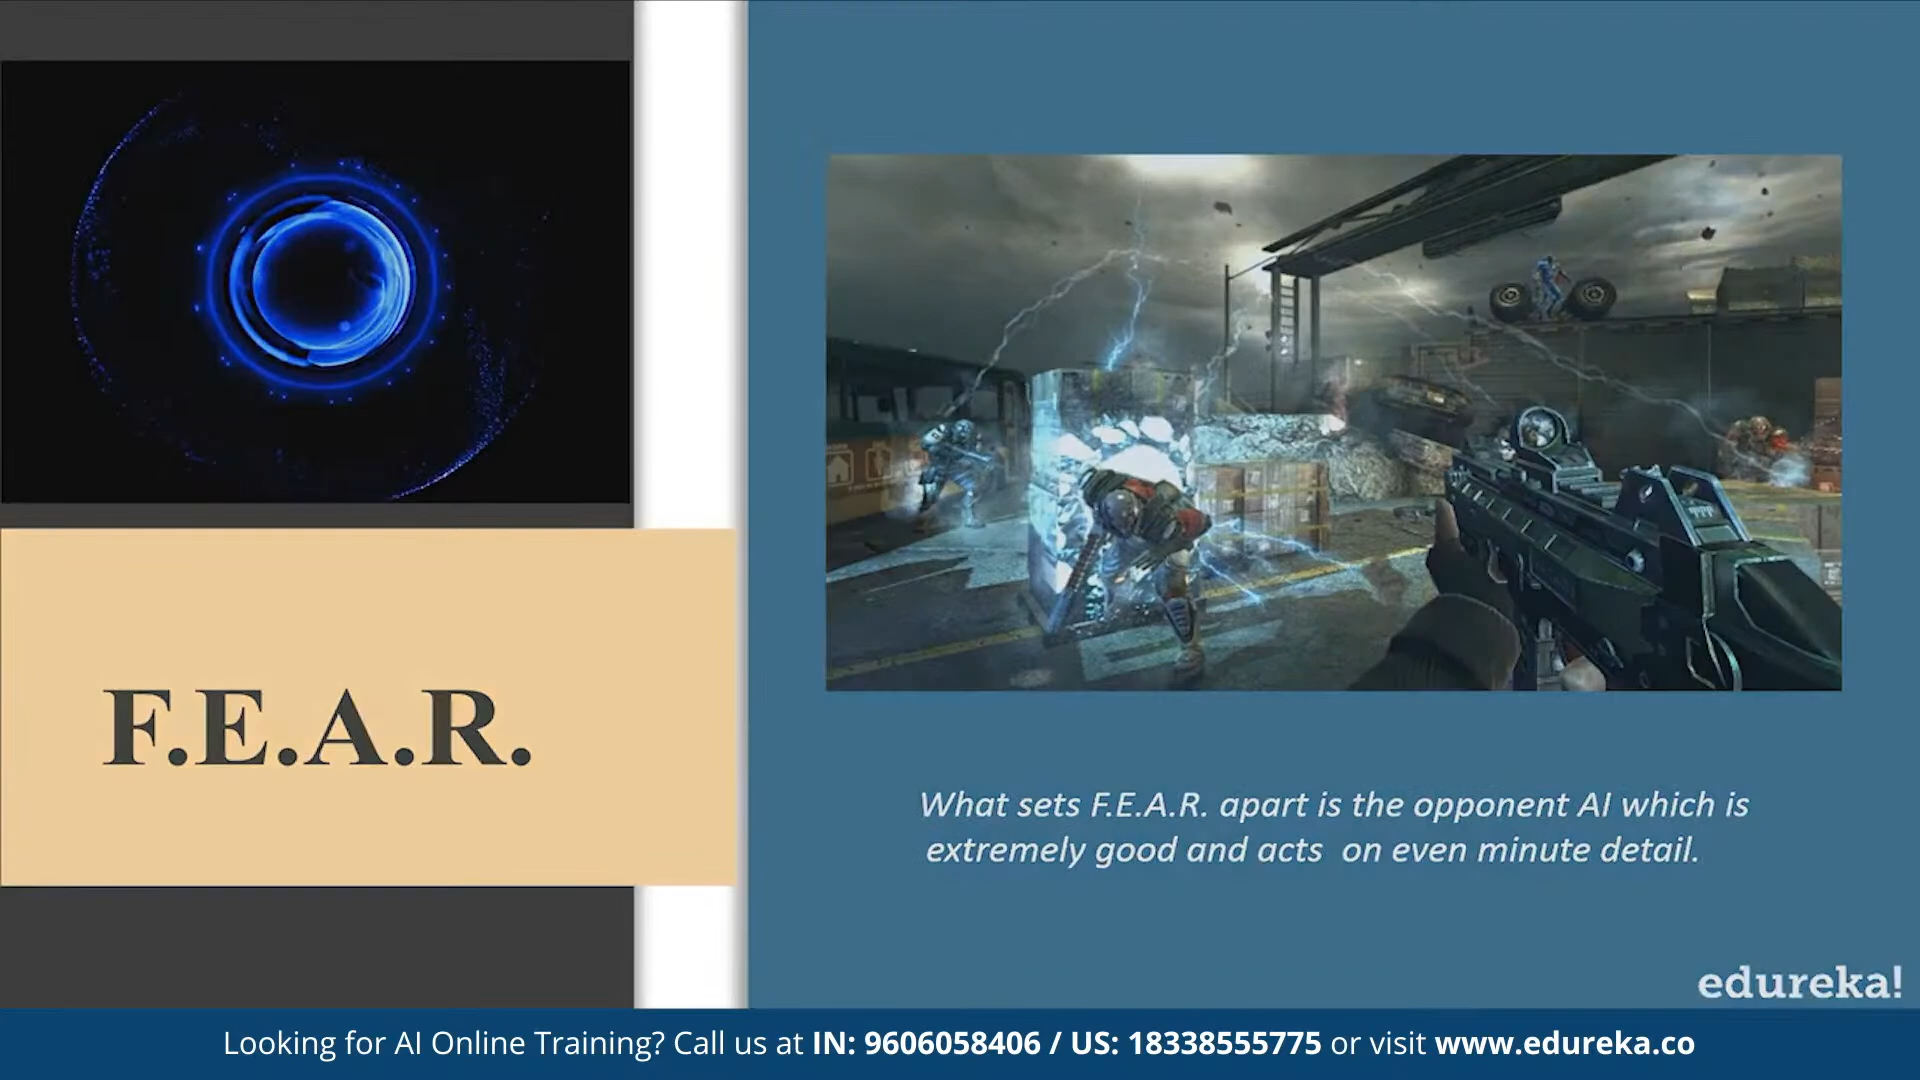 F.E.A.R.
What sets F.E.A.R. apart is the opponent AI which is
extremely good and acts on even minute detail.
edureka!
Looking for AI Online Training? Call us at IN: 9606058406 / US: 18338555775 or visit www.edureka.co